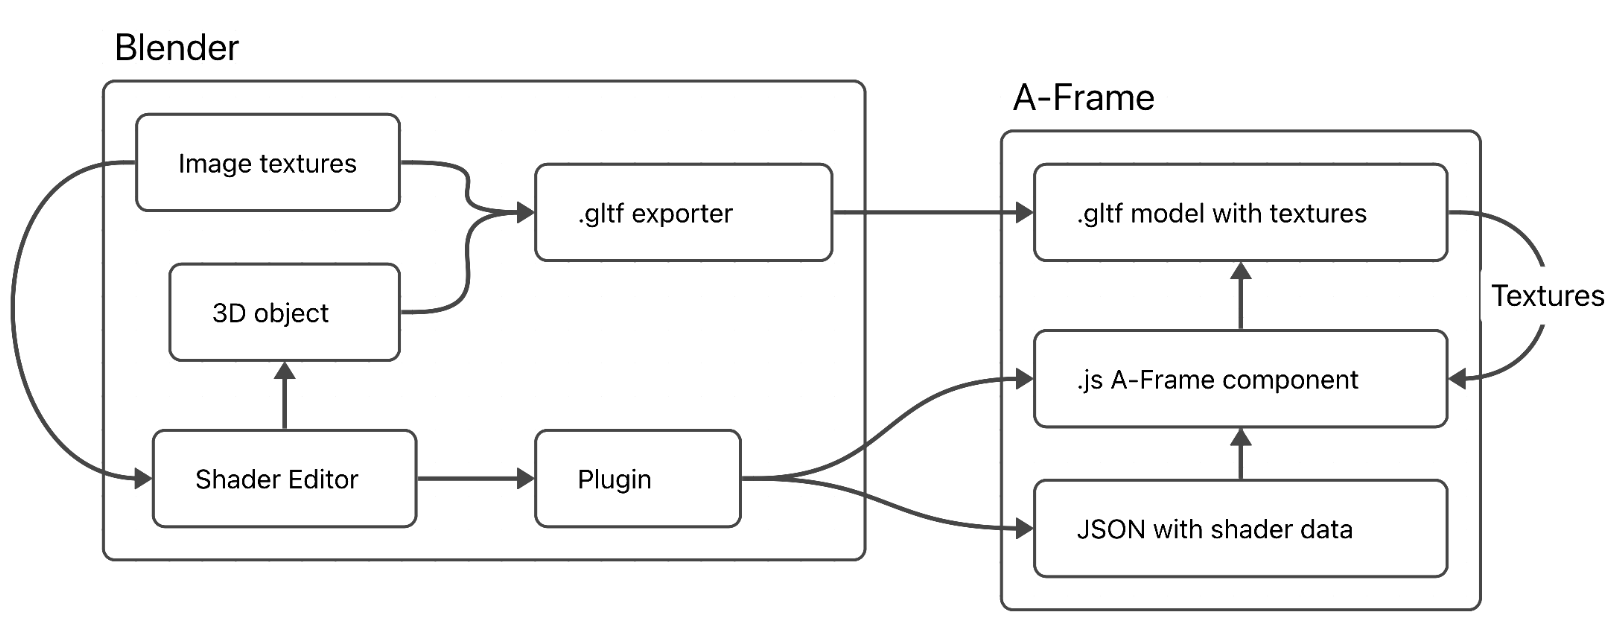 Blender
Image textures
.gltf exporter
3D object
Shader Editor
Plugin
A-Frame
.gltf model with textures
Textures
.js A-Frame component
JSON with shader data